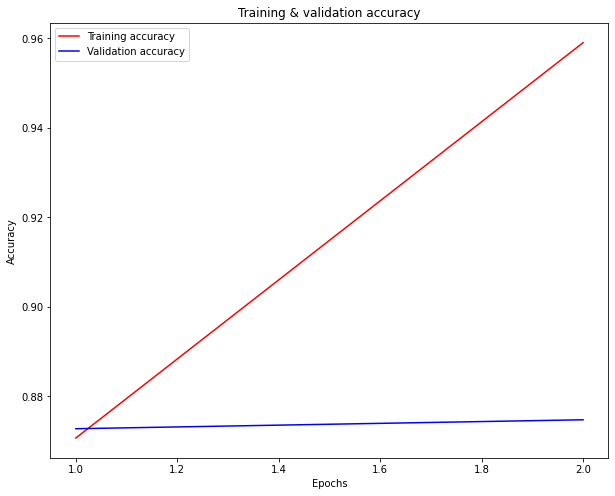 Training & validation accuracy
Training accuracy
Validation accuracy
Accuracy
0.96
0.94
0.92
0.90
0.88
1.0 1.2 1.4 1.6 1.8 2.0
Epochs